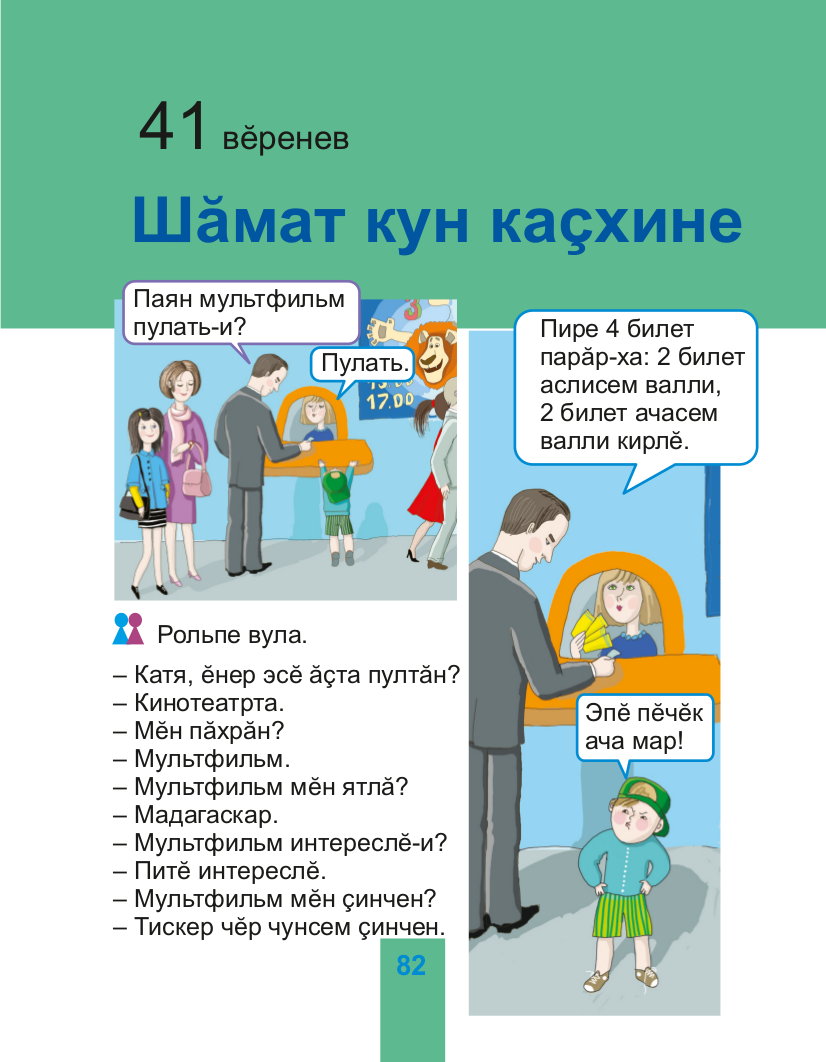 41 вĕренев
Шăмат кун каçхине
Паян мультфильм
пулать-и?
Пулать.
17.00
Пире 4 билет
парăр-ха: 2 билет
аслисем валли,
2 билет ачасем
валли кирлĕ.
Рольпе вула.
– Катя, ĕнер эсĕ ăçта пултăн?
– Кинотеатрта.
– Мĕн пăхрăн?
– Мультфильм.
– Мультфильм мĕн ятлă?
– Мадагаскар.
– Мультфильм интереслĕ-и?
– Питĕ интереслĕ.
– Мультфильм мĕн çинчен?
– Тискер чĕр чунсем çинчен.
Эпĕ пĕчĕк
ача мар!
82